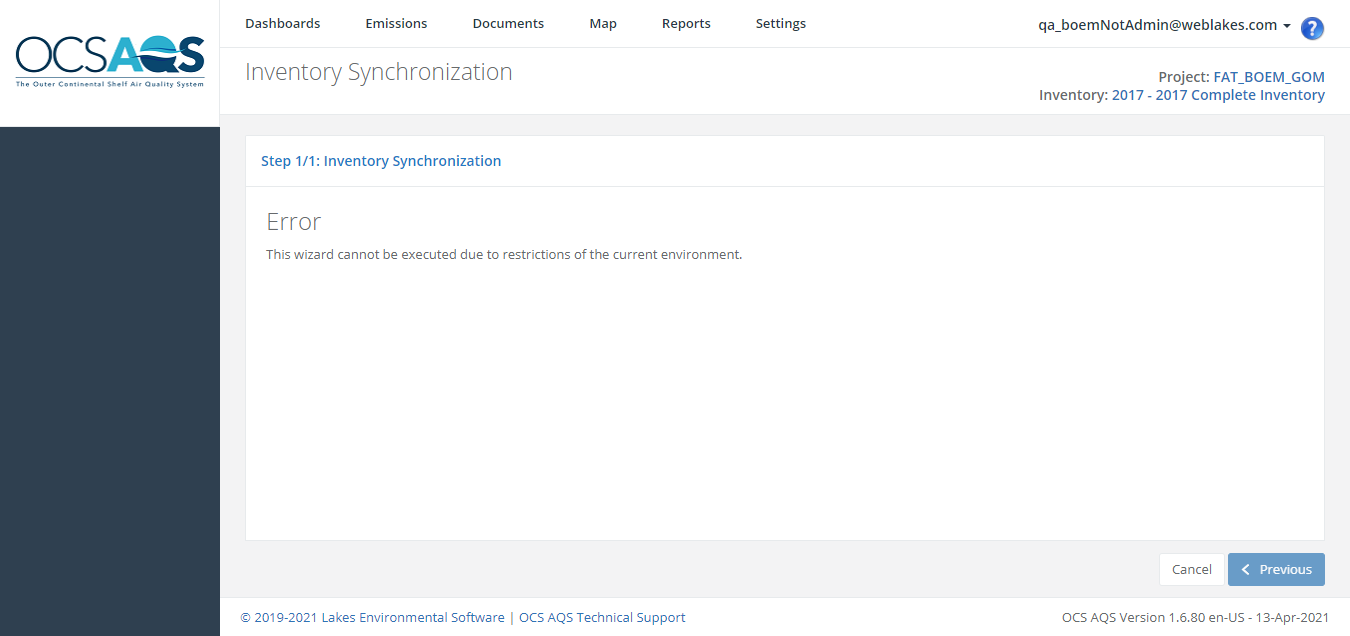 OCSAQS
The Outer Continental Shelf Air Quality System
Dashboards Emissions Documents Map Reports Settings
qa_boemNotAdmin@weblakes.com
?
Inventory Synchronization
Project: FAT_BOEM_GOM
Inventory: 2017 - 2017 Complete Inventory
Step 1/1: Inventory Synchronization
Error
This wizard cannot be executed due to restrictions of the current environment.
Cancel Previous
© 2019-2021 Lakes Environmental Software | OCS AQS Technical Support
OCS AQS Version 1.6.80 en-US - 13-Apr-2021